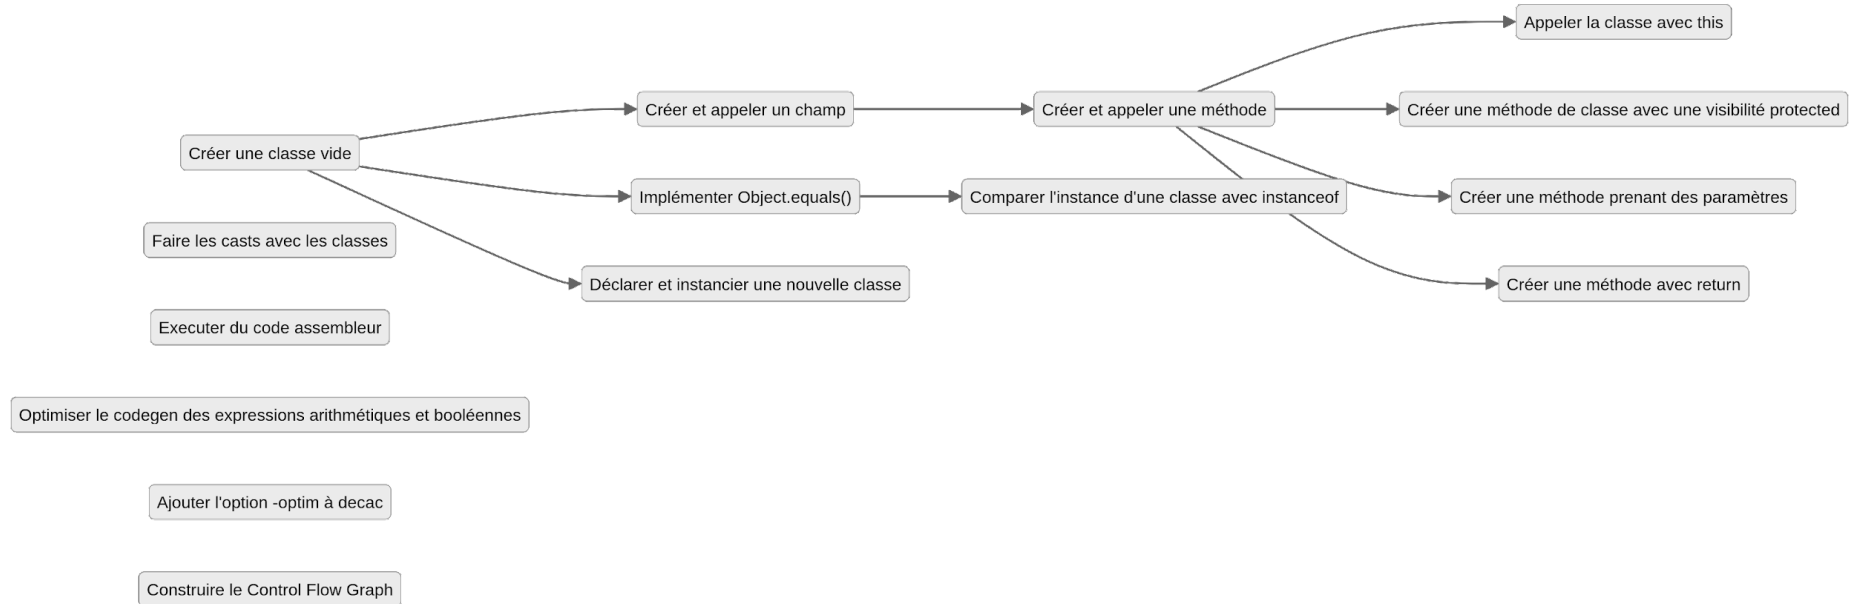 Appeler la classe avec this
Créer et appeler un champ
Créer et appeler une méthode
Créer une méthode de classe avec une visibilité protected
Créer une classe vide
Implémenter Object.equals()
Comparer l'instance d'une classe avec instanceof
Créer une méthode prenant des paramètres
Faire les casts avec les classes
Déclarer et instancier une nouvelle classe
Créer une méthode avec return
Executer du code assembleur
Optimiser le codegen des expressions arithmétiques et booléennes
Ajouter l'option -optim à decac
Construire le Control Flow Graph